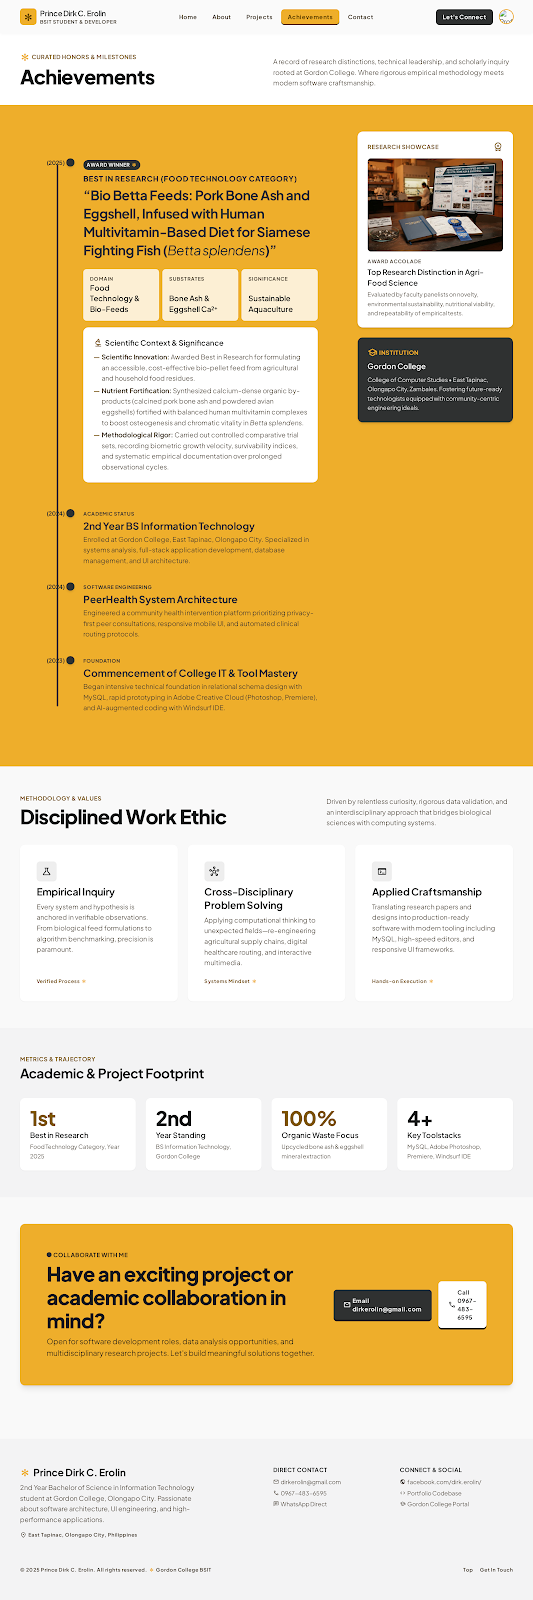 Prince Dirk C. Erolin
BSIT STUDENT & DEVELOPER
Home
About
Projects
Achievements
Contact
Let's Connect
CURATED HONORS & MILESTONES
Achievements
A record of research distinctions, technical leadership, and scholarly inquiry
rooted at Gordon College. Where rigorous empirical methodology meets
modern software craftsmanship.
(2025)
AWARD WINNER
BEST IN RESEARCH (FOOD TECHNOLOGY CATEGORY)
“Bio Betta Feeds: Pork Bone Ash and
Eggshell, Infused with Human
Multivitamin-Based Diet for Siamese
Fighting Fish (Betta splendens)”
DOMAIN
Food
Technology &
Bio-Feeds
SUBSTRATES
Bone Ash &
Eggshell Ca²⁺
SIGNIFICANCE
Sustainable
Aquaculture
Scientific Context & Significance
— Scientific Innovation: Awarded Best in Research for formulating
an accessible, cost-effective bio-pellet feed from agricultural
and household food residues.
— Nutrient Fortification: Synthesized calcium-dense organic by-
products (calcined pork bone ash and powdered avian
eggshells) fortified with balanced human multivitamin complexes
to boost osteogenesis and chromatic vitality in Betta splendens.
— Methodological Rigor: Carried out controlled comparative trial
sets, recording biometric growth velocity, survivability indices,
and systematic empirical documentation over prolonged
observational cycles.
(2024)
ACADEMIC STATUS
2nd Year BS Information Technology
Enrolled at Gordon College, East Tapinac, Olongapo City. Specialized in
systems analysis, full-stack application development, database
management, and UI architecture.
(2024)
SOFTWARE ENGINEERING
PeerHealth System Architecture
Engineered a community health intervention platform prioritizing privacy-
first peer consultations, responsive mobile UI, and automated clinical
routing protocols.
(2023)
FOUNDATION
Commencement of College IT & Tool Mastery
Began intensive technical foundation in relational schema design with
MySQL, rapid prototyping in Adobe Creative Cloud (Photoshop, Premiere),
and AI-augmented coding with Windsurf IDE.
RESEARCH SHOWCASE
AWARD ACCOLADE
Top Research Distinction in Agri-
Food Science
Evaluated by faculty panelists on novelty,
environmental sustainability, nutritional viability,
and repeatability of empirical tests.
INSTITUTION
Gordon College
College of Computer Studies • East Tapinac,
Olongapo City, Zambales. Fostering future-ready
technologists equipped with community-centric
engineering ideals.
METHODOLOGY & VALUES
Disciplined Work Ethic
Driven by relentless curiosity, rigorous data validation, and
an interdisciplinary approach that bridges biological
sciences with computing systems.
Empirical Inquiry
Every system and hypothesis is
anchored in verifiable observations.
From biological feed formulations to
algorithm benchmarking, precision is
paramount.
Verified Process
Cross-Disciplinary
Problem Solving
Applying computational thinking to
unexpected fields—re-engineering
agricultural supply chains, digital
healthcare routing, and interactive
multimedia.
Systems Mindset
Applied Craftsmanship
Translating research papers and
designs into production-ready
software with modern tooling including
MySQL, high-speed editors, and
responsive UI frameworks.
Hands-on Execution
METRICS & TRAJECTORY
Academic & Project Footprint
1st
Best in Research
Food Technology Category, Year
2025
2nd
Year Standing
BS Information Technology,
Gordon College
100%
Organic Waste Focus
Upcycled bone ash & eggshell
mineral extraction
4+
Key Toolstacks
MySQL, Adobe Photoshop,
Premiere, Windsurf IDE
COLLABORATE WITH ME
Have an exciting project or
academic collaboration in
mind?
Open for software development roles, data analysis opportunities, and
multidisciplinary research projects. Let's build meaningful solutions together.
Email
dirkerolin@gmail.com
Call
0967-
483-
6595
Prince Dirk C. Erolin
2nd Year Bachelor of Science in Information Technology
student at Gordon College, Olongapo City. Passionate
about software architecture, UI engineering, and high-
performance applications.
East Tapinac, Olongapo City, Philippines
DIRECT CONTACT
dirkerolin@gmail.com
0967-483-6595
WhatsApp Direct
CONNECT & SOCIAL
facebook.com/dirk.erolin/
Portfolio Codebase
Gordon College Portal
© 2025 Prince Dirk C. Erolin. All rights reserved.
Gordon College BSIT
Top
Get In Touch